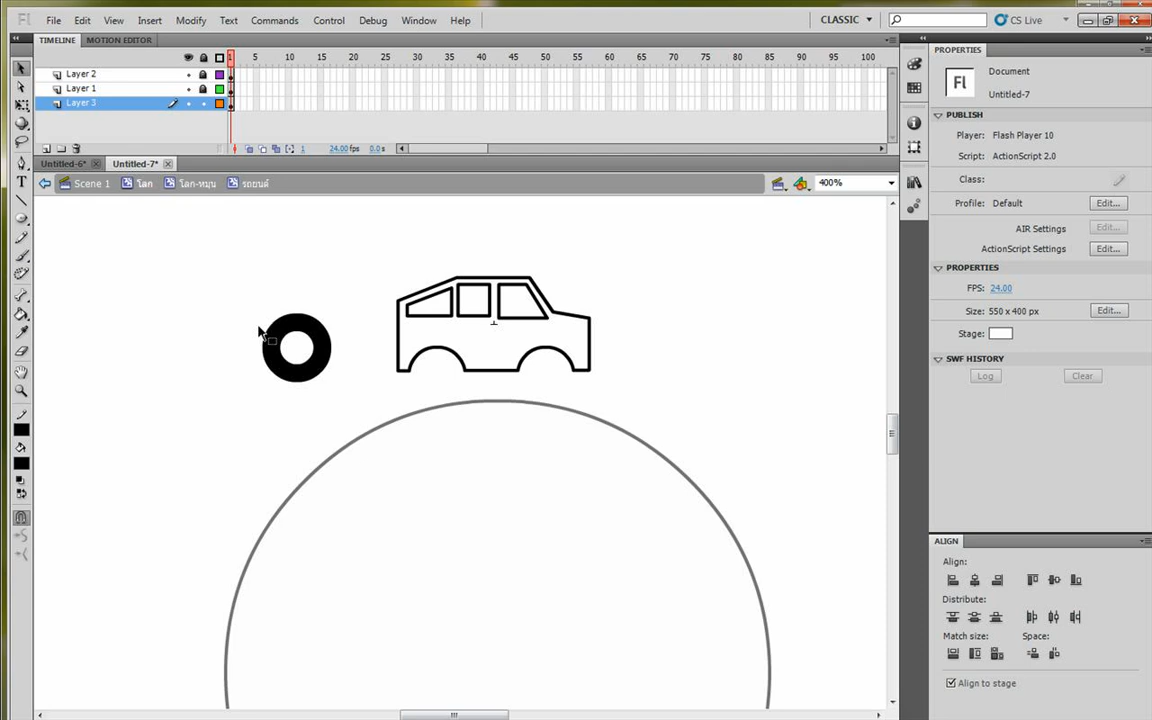 Fl File Edit View Insert Modify Text Commands Control Debug Window Help CLASSIC CS Live
TIMELINE MOTION EDITOR
1 5 10 15 20 25 30 35 40 45 50 55 60 65 70 75 80 85 90 95 100
Layer 2
Layer 1
Layer 3
1 24.00fps 0.0s
Untitled-6* Untitled-7*
Scene 1 โลก โลก-หมุน รถยนต์ 400%
PROPERTIES
Fl
Document
Untitled-7
PUBLISH
Player: Flash Player 10
Script: ActionScript 2.0
Class:
Profile: Default Edit...
AIR Settings Edit...
ActionScript Settings Edit...
PROPERTIES
FPS: 24.00
Size: 550 x 400 px Edit...
Stage:
SWF HISTORY
Log Clear
ALIGN
Align:
Distribute:
Match size: Space:
Align to stage
T